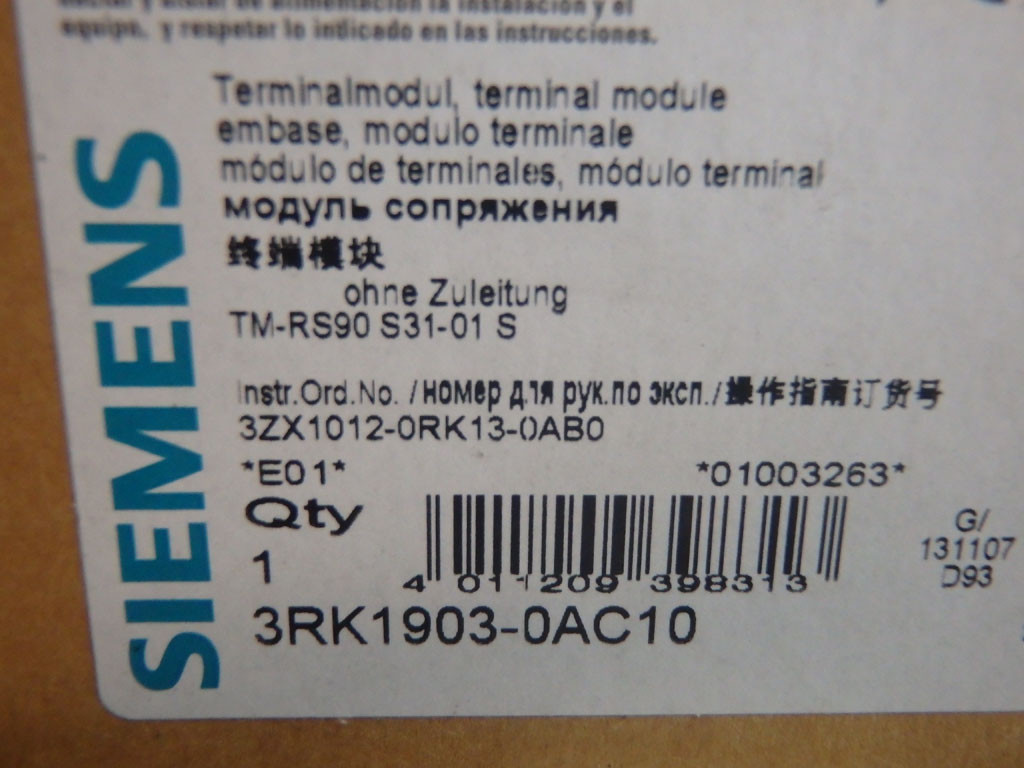 equipo, y respetar lo indicado en las instrucciones.
SIEMENS
Terminalmodul, terminal module
embase, modulo terminale
módulo de terminales, módulo terminal
модуль сопряжения
终端模块
ohne Zuleitung
TM-RS90 S31-01 S
Instr.Ord.No. /номер для рук.по эксп./操作指南订货号
3ZX1012-0RK13-0AB0
*E01* *01003263*
Qty
1
4 011209 398313
G/
131107
D93
3RK1903-0AC10